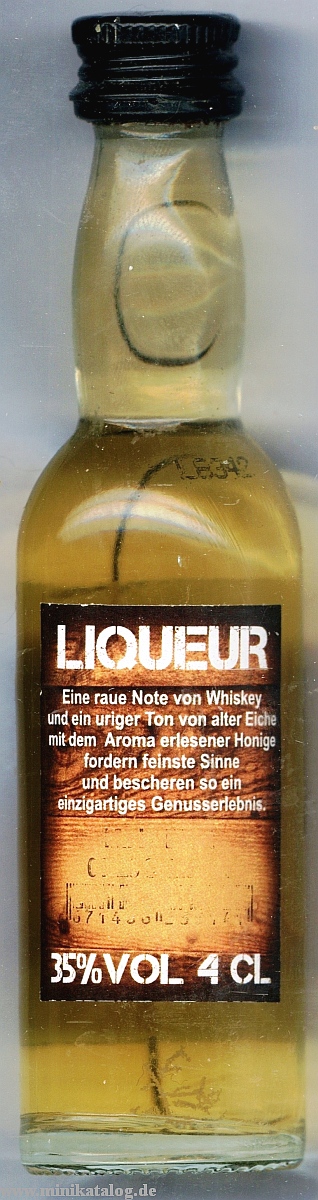 LIQUEUR
Eine raue Note von Whiskey
und ein uriger Ton von alter Eiche
mit dem Aroma erlesener Honige
fordern feinste Sinne
und bescheren so ein
einzigartiges Genusserlebnis.
35%VOL 4 CL
www.minikatalog.de